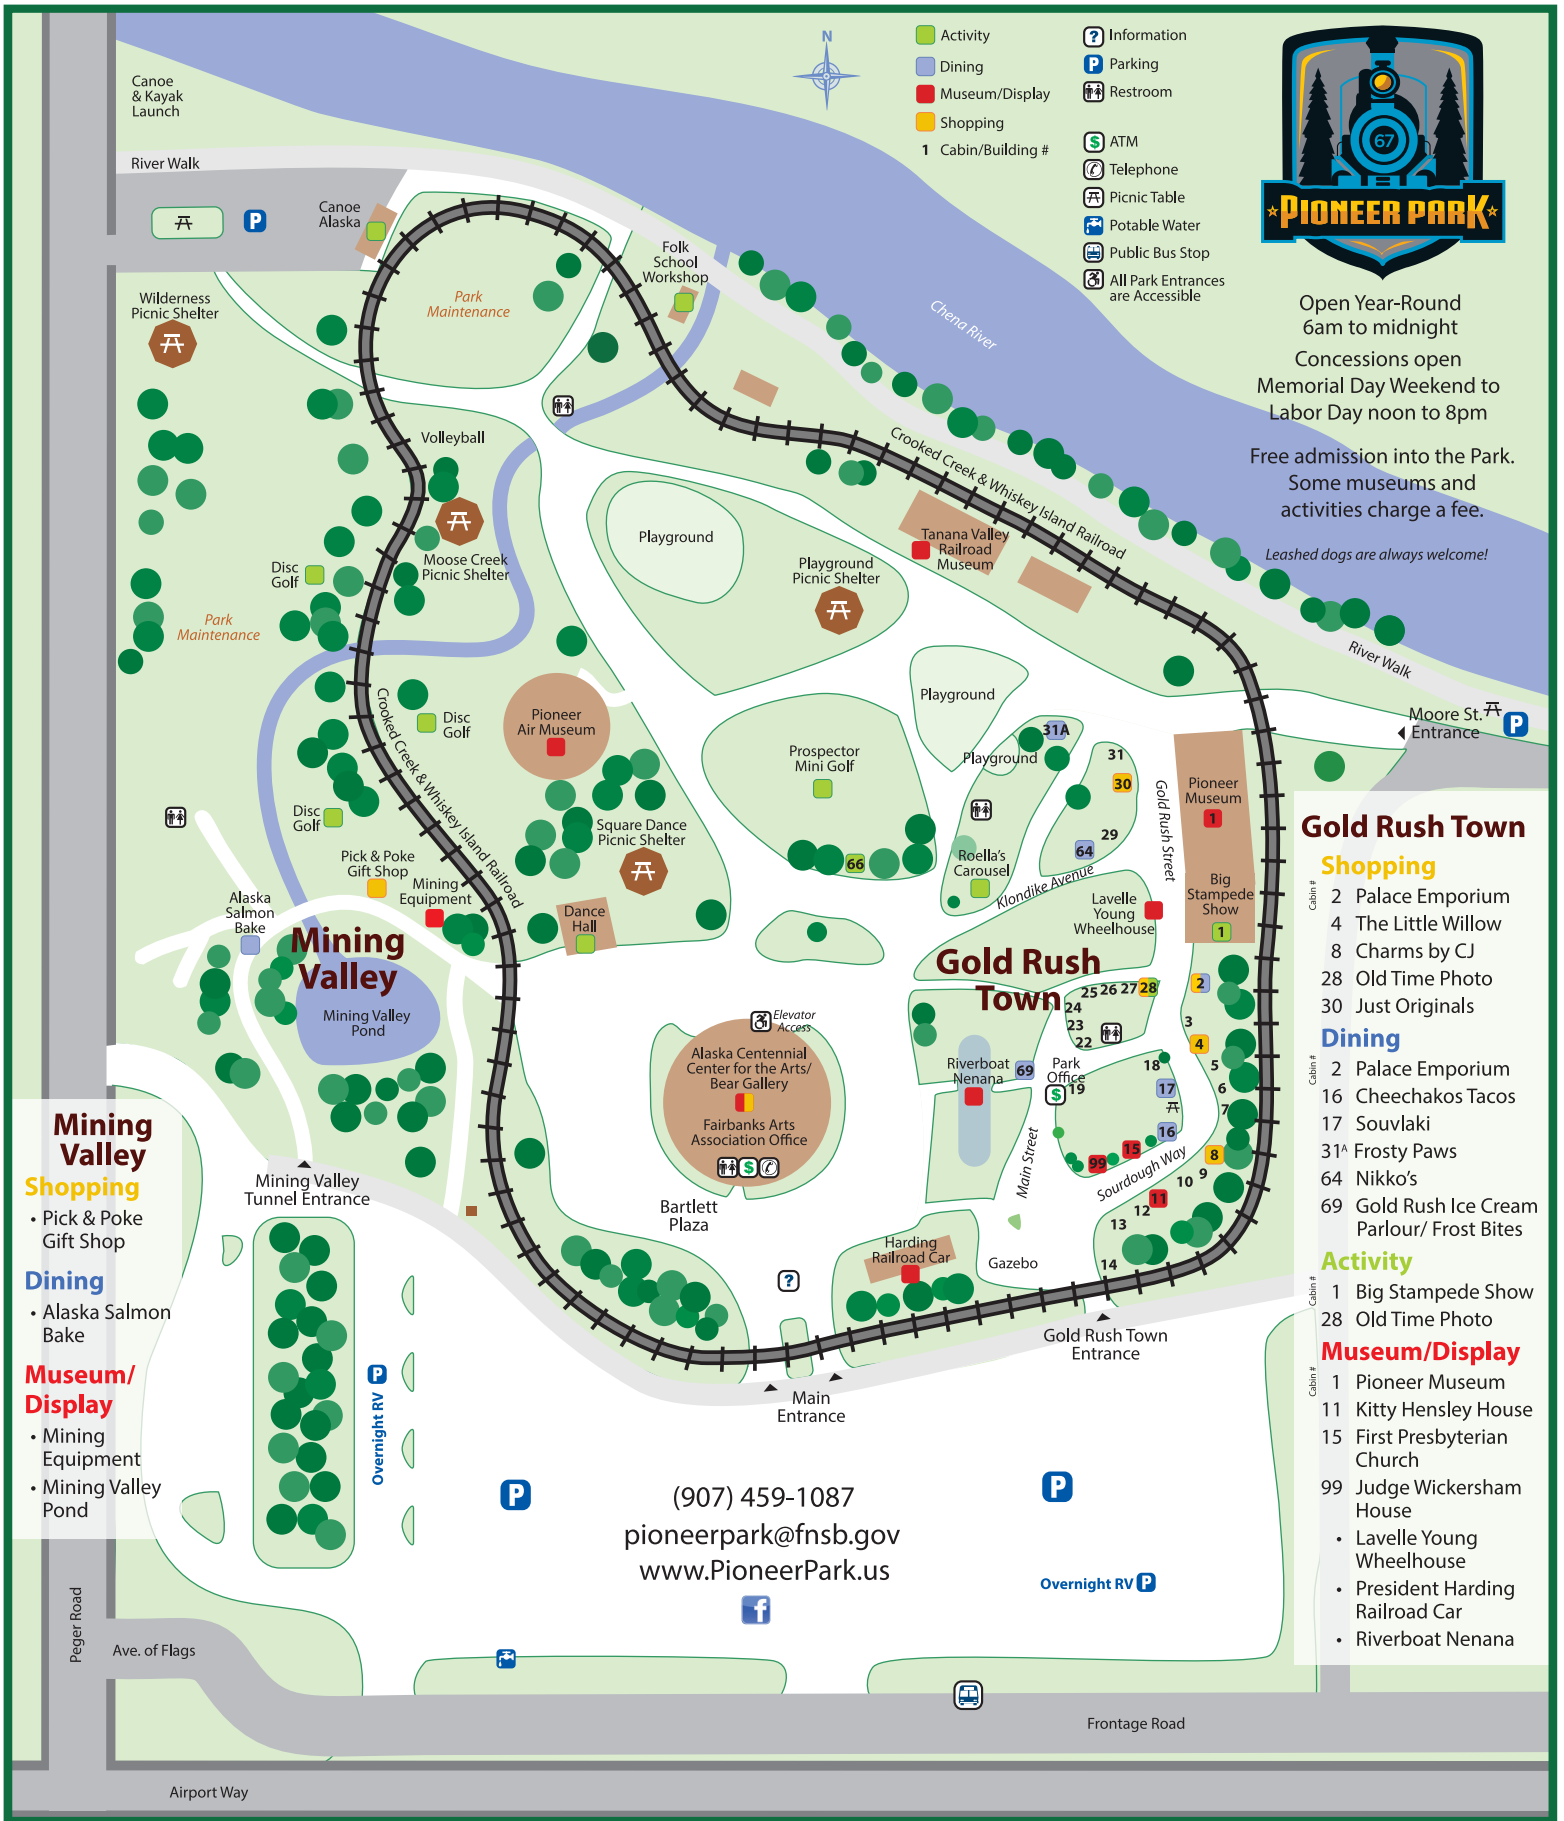 N
Activity
Dining
Museum/Display
Shopping
1 Cabin/Building #
? Information
P Parking
Restroom
$ ATM
Telephone
Picnic Table
Potable Water
Public Bus Stop
All Park Entrances
are Accessible
67
PIONEER PARK
Open Year-Round
6am to midnight
Concessions open
Memorial Day Weekend to
Labor Day noon to 8pm
Free admission into the Park.
Some museums and
activities charge a fee.
Leashed dogs are always welcome!
Canoe
& Kayak
Launch
River Walk
P
Canoe
Alaska
Folk
School
Workshop
Chena River
Wilderness
Picnic Shelter
Park
Maintenance
Volleyball
Crooked Creek & Whiskey Island Railroad
Playground
Tanana Valley
Railroad
Museum
Moose Creek
Picnic Shelter
Disc
Golf
Playground
Picnic Shelter
Park
Maintenance
River Walk
Moore St.
Entrance
P
Playground
Pioneer
Air Museum
Disc
Golf
Crooked Creek & Whiskey Island Railroad
Prospector
Mini Golf
31A
Playground
31
30
29
64
Gold Rush Street
Pioneer
Museum
1
Disc
Golf
Square Dance
Picnic Shelter
66
Roella's
Carousel
Klondike Avenue
Pick & Poke
Gift Shop
Mining
Equipment
Alaska
Salmon
Bake
Dance
Hall
Lavelle
Young
Wheelhouse
Big
Stampede
Show
1
Mining
Valley
Mining Valley
Pond
Gold Rush
Town
25 26 27 28
24
23
22
2
3
4
5
6
7
8
9
10
11
12
13
14
Elevator
Access
Alaska Centennial
Center for the Arts/
Bear Gallery
Fairbanks Arts
Association Office
$
Riverboat
Nenana
69
Park
Office
$
19
18
17
16
15
99
Main Street
Sourdough Way
Bartlett
Plaza
?
Harding
Railroad Car
Gazebo
Mining Valley
Tunnel Entrance
Gold Rush Town
Entrance
Main
Entrance
P
Overnight RV
P
P
(907) 459-1087
pioneerpark@fnsb.gov
www.PioneerPark.us
f
Overnight RV P
Mining
Valley
Shopping
• Pick & Poke
Gift Shop
Dining
• Alaska Salmon
Bake
Museum/
Display
• Mining
Equipment
• Mining Valley
Pond
Gold Rush Town
Shopping
Cabin #
2 Palace Emporium
4 The Little Willow
8 Charms by CJ
28 Old Time Photo
30 Just Originals
Dining
Cabin #
2 Palace Emporium
16 Cheechakos Tacos
17 Souvlaki
31A Frosty Paws
64 Nikko's
69 Gold Rush Ice Cream
Parlour/ Frost Bites
Activity
Cabin #
1 Big Stampede Show
28 Old Time Photo
Museum/Display
Cabin #
1 Pioneer Museum
11 Kitty Hensley House
15 First Presbyterian
Church
99 Judge Wickersham
House
• Lavelle Young
Wheelhouse
• President Harding
Railroad Car
• Riverboat Nenana
Peger Road
Ave. of Flags
Frontage Road
Airport Way